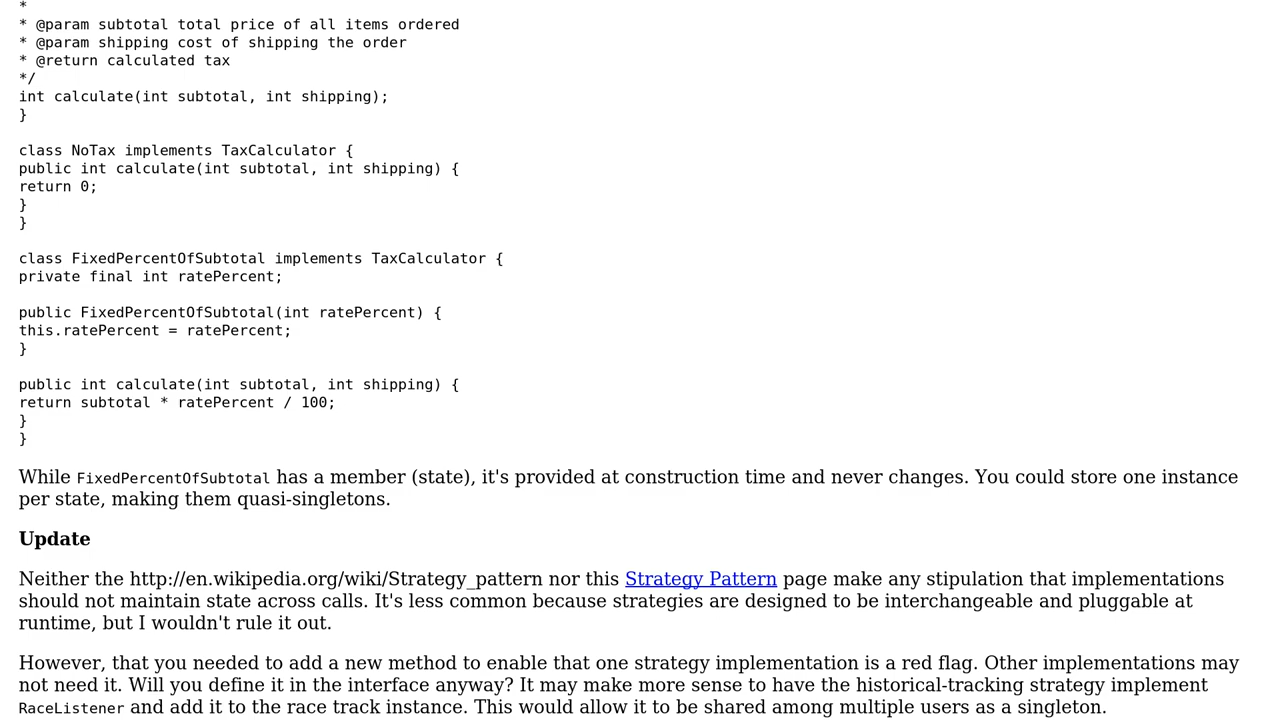 *
* @param subtotal total price of all items ordered
* @param shipping cost of shipping the order
* @return calculated tax
*/
int calculate(int subtotal, int shipping);
}

class NoTax implements TaxCalculator {
public int calculate(int subtotal, int shipping) {
return 0;
}
}

class FixedPercentOfSubtotal implements TaxCalculator {
private final int ratePercent;

public FixedPercentOfSubtotal(int ratePercent) {
this.ratePercent = ratePercent;
}

public int calculate(int subtotal, int shipping) {
return subtotal * ratePercent / 100;
}
}

While FixedPercentOfSubtotal has a member (state), it's provided at construction time and never changes. You could store one instance
per state, making them quasi-singletons.

Update

Neither the http://en.wikipedia.org/wiki/Strategy_pattern nor this Strategy Pattern page make any stipulation that implementations
should not maintain state across calls. It's less common because strategies are designed to be interchangeable and pluggable at
runtime, but I wouldn't rule it out.

However, that you needed to add a new method to enable that one strategy implementation is a red flag. Other implementations may
not need it. Will you define it in the interface anyway? It may make more sense to have the historical-tracking strategy implement
RaceListener and add it to the race track instance. This would allow it to be shared among multiple users as a singleton.